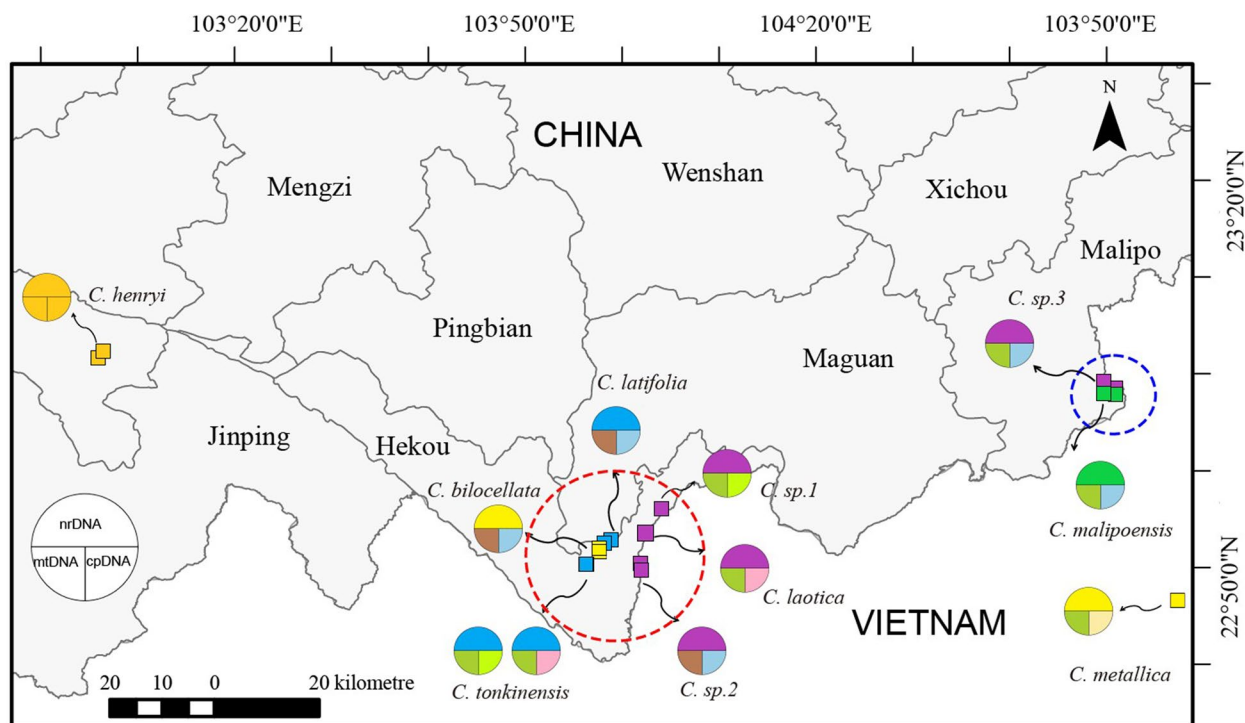 103°20'0"E 103°50'0"E 104°20'0"E 103°50'0"E
N
CHINA
Wenshan
Mengzi
Xichou
23°20'0"N
Malipo
C. henryi
C. sp.3
Pingbian
Maguan
C. latifolia
Jinping
Hekou
C. bilocellata
C. sp.1
nrDNA
C. malipoensis
mtDNA cpDNA
C. laotica
VIETNAM
22°50'0"N
C. metallica
C. tonkinensis
C. sp.2
20 10 0 20 kilometre